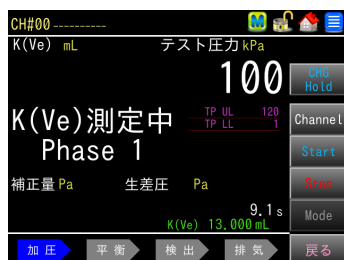 CH#00----------
M
K(Ve) mL テスト圧力kPa
100
CHG Hold
TP UL 120
TP LL 1
K(Ve)測定中
Phase 1
Channel
Start
補正量Pa 生差圧 Pa
Stop
9.1s
K(Ve) 13.000mL
Mode
加圧 平衡 検出 排気 戻る